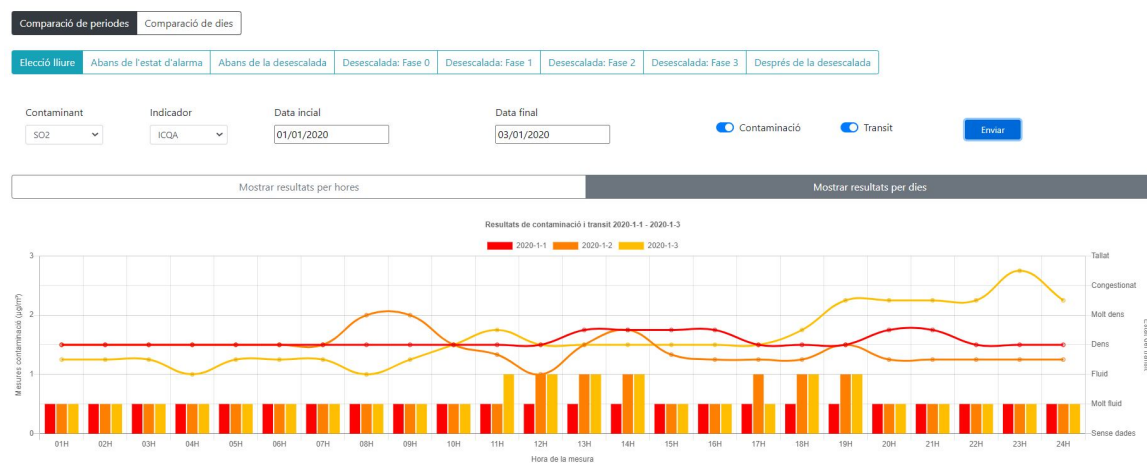 Comparació de periodes Comparació de dies
Elecció lliure Abans de l'estat d'alarma Abans de la desescalada Desescalada: Fase 0 Desescalada: Fase 1 Desescalada: Fase 2 Desescalada: Fase 3 Després de la desescalada
Contaminant Indicador Data incial Data final
SO2 ICQA 01/01/2020 03/01/2020 Contaminació Transit Enviar
Mostrar resultats per hores Mostrar resultats per dies
Resultats de contaminació i transit 2020-1-1 - 2020-1-3
2020-1-1 2020-1-2 2020-1-3
Mesures contaminació (µg/m³)
3
2
1
0
Tallat
Congestionat
Molt dens
Dens
Fluid
Molt fluid
Sense dades
01H 02H 03H 04H 05H 06H 07H 08H 09H 10H 11H 12H 13H 14H 15H 16H 17H 18H 19H 20H 21H 22H 23H 24H
Hora de la mesura